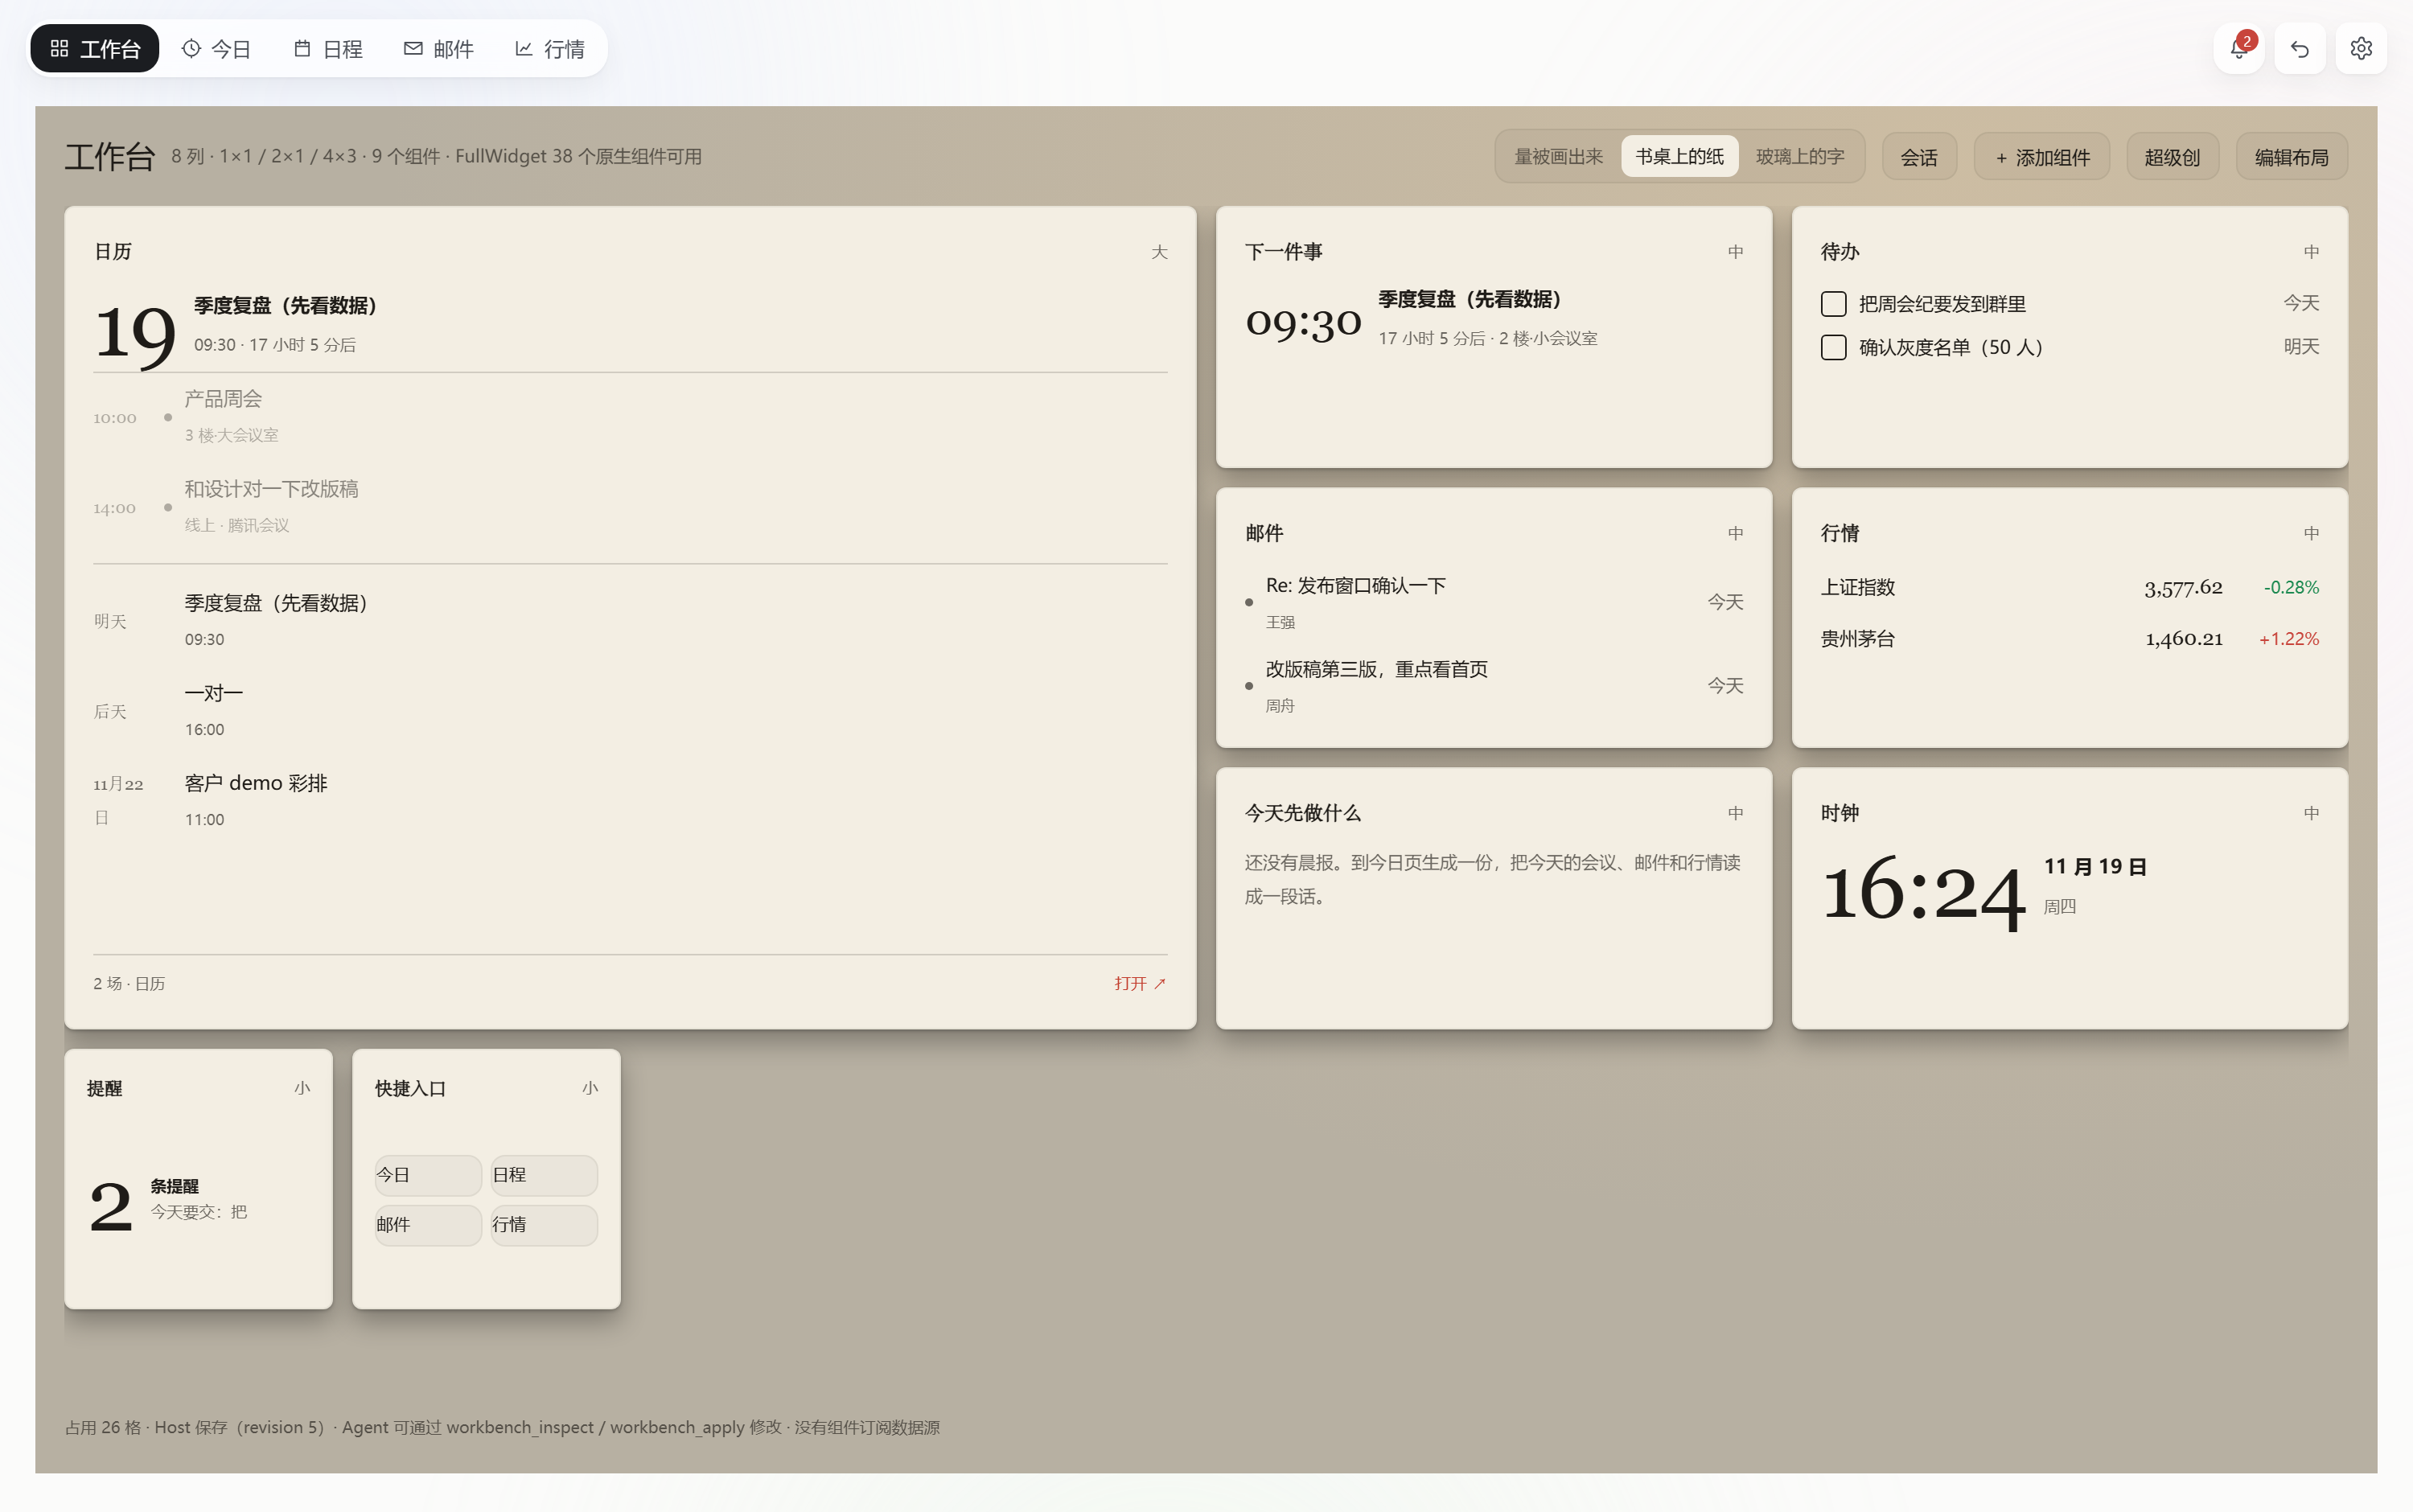 工作台
今日
日程
邮件
行情
2
工作台
8 列 · 1×1 / 2×1 / 4×3 · 9 个组件 · FullWidget 38 个原生组件可用
量被画出来
书桌上的纸
玻璃上的字
会话
+ 添加组件
超级创
编辑布局
日历
大
19
季度复盘（先看数据）
09:30 · 17 小时 5 分后
10:00
产品周会
3 楼·大会议室
14:00
和设计对一下改版稿
线上 · 腾讯会议
明天
季度复盘（先看数据）
09:30
后天
一对一
16:00
11月22
日
客户 demo 彩排
11:00
2 场 · 日历
打开 ↗
下一件事
中
09:30
季度复盘（先看数据）
17 小时 5 分后 · 2 楼·小会议室
待办
中
把周会纪要发到群里
今天
确认灰度名单（50 人）
明天
邮件
中
Re: 发布窗口确认一下
王强
今天
改版稿第三版，重点看首页
周舟
今天
行情
中
上证指数
3,577.62
-0.28%
贵州茅台
1,460.21
+1.22%
今天先做什么
中
还没有晨报。到今日页生成一份，把今天的会议、邮件和行情读
成一段话。
时钟
中
16:24
11 月 19 日
周四
提醒
小
2
条提醒
今天要交：把
快捷入口
小
今日
日程
邮件
行情
占用 26 格 · Host 保存（revision 5）· Agent 可通过 workbench_inspect / workbench_apply 修改 · 没有组件订阅数据源